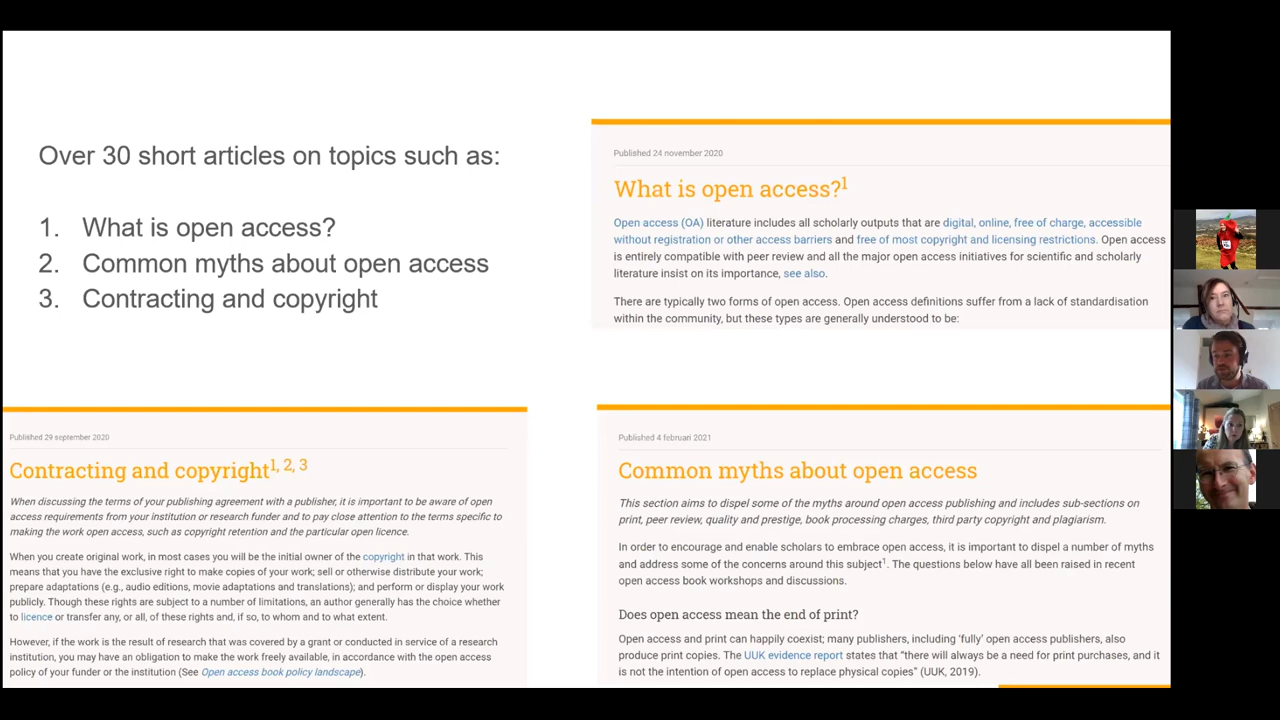 Over 30 short articles on topics such as:
1. What is open access?
2. Common myths about open access
3. Contracting and copyright
Published 24 november 2020
What is open access?1
Open access (OA) literature includes all scholarly outputs that are digital, online, free of charge, accessible
without registration or other access barriers and free of most copyright and licensing restrictions. Open access
is entirely compatible with peer review and all the major open access initiatives for scientific and scholarly
literature insist on its importance, see also.
There are typically two forms of open access. Open access definitions suffer from a lack of standardisation
within the community, but these types are generally understood to be:
Published 29 september 2020
Contracting and copyright1, 2, 3
When discussing the terms of your publishing agreement with a publisher, it is important to be aware of open
access requirements from your institution or research funder and to pay close attention to the terms specific to
making the work open access, such as copyright retention and the particular open licence.
When you create original work, in most cases you will be the initial owner of the copyright in that work. This
means that you have the exclusive right to make copies of your work; sell or otherwise distribute your work;
prepare adaptations (e.g., audio editions, movie adaptations and translations); and perform or display your work
publicly. Though these rights are subject to a number of limitations, an author generally has the choice whether
to licence or transfer any, or all, of these rights and, if so, to whom and to what extent.
However, if the work is the result of research that was covered by a grant or conducted in service of a research
institution, you may have an obligation to make the work freely available, in accordance with the open access
policy of your funder or the institution (See Open access book policy landscape).
Published 4 februari 2021
Common myths about open access
This section aims to dispel some of the myths around open access publishing and includes sub-sections on
print, peer review, quality and prestige, book processing charges, third party copyright and plagiarism.
In order to encourage and enable scholars to embrace open access, it is important to dispel a number of myths
and address some of the concerns around this subject1. The questions below have all been raised in recent
open access book workshops and discussions.
Does open access mean the end of print?
Open access and print can happily coexist; many publishers, including ‘fully’ open access publishers, also
produce print copies. The UUK evidence report states that “there will always be a need for print purchases, and it
is not the intention of open access to replace physical copies” (UUK, 2019).